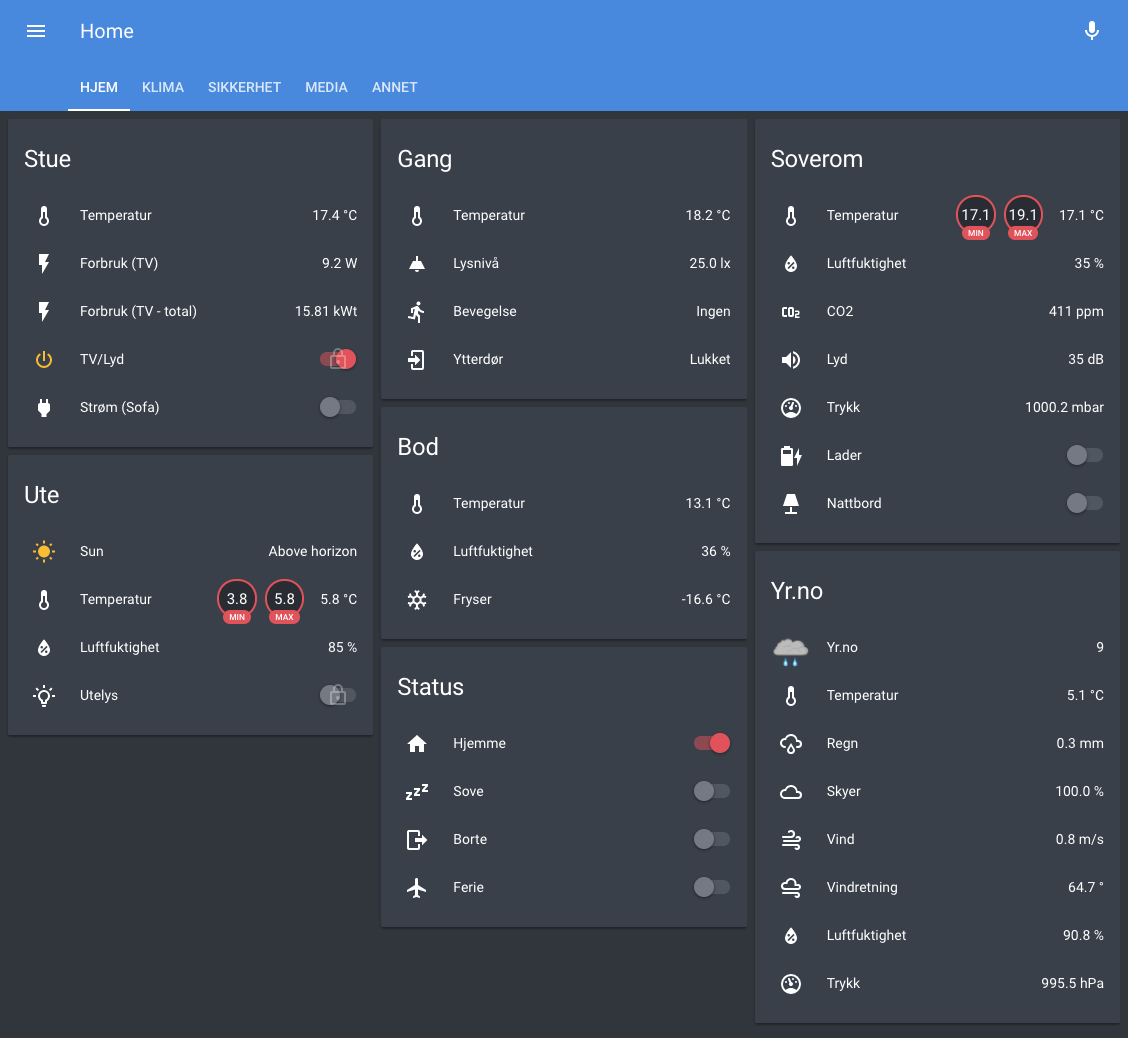 Home
HJEM KLIMA SIKKERHET MEDIA ANNET
Stue
Temperatur 17.4 °C
Forbruk (TV) 9.2 W
Forbruk (TV - total) 15.81 kWt
TV/Lyd
Strøm (Sofa)
Ute
Sun Above horizon
Temperatur 3.8 MIN 5.8 MAX 5.8 °C
Luftfuktighet 85 %
Utelys
Gang
Temperatur 18.2 °C
Lysnivå 25.0 lx
Bevegelse Ingen
Ytterdør Lukket
Bod
Temperatur 13.1 °C
Luftfuktighet 36 %
Fryser -16.6 °C
Status
Hjemme
zzz Sove
Borte
Ferie
Soverom
Temperatur 17.1 MIN 19.1 MAX 17.1 °C
Luftfuktighet 35 %
CO2 CO2 411 ppm
Lyd 35 dB
Trykk 1000.2 mbar
Lader
Nattbord
Yr.no
Yr.no 9
Temperatur 5.1 °C
Regn 0.3 mm
Skyer 100.0 %
Vind 0.8 m/s
Vindretning 64.7 °
Luftfuktighet 90.8 %
Trykk 995.5 hPa